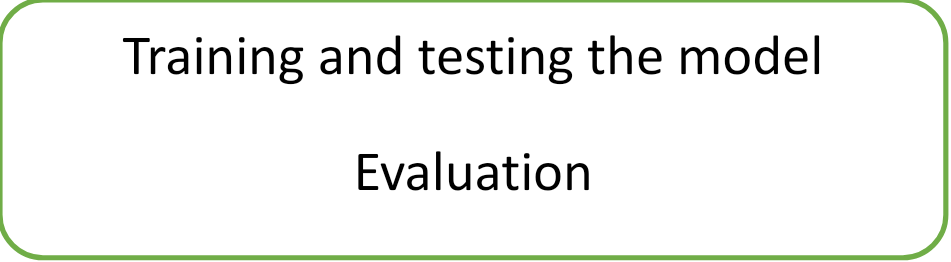 Training and testing the model
Evaluation